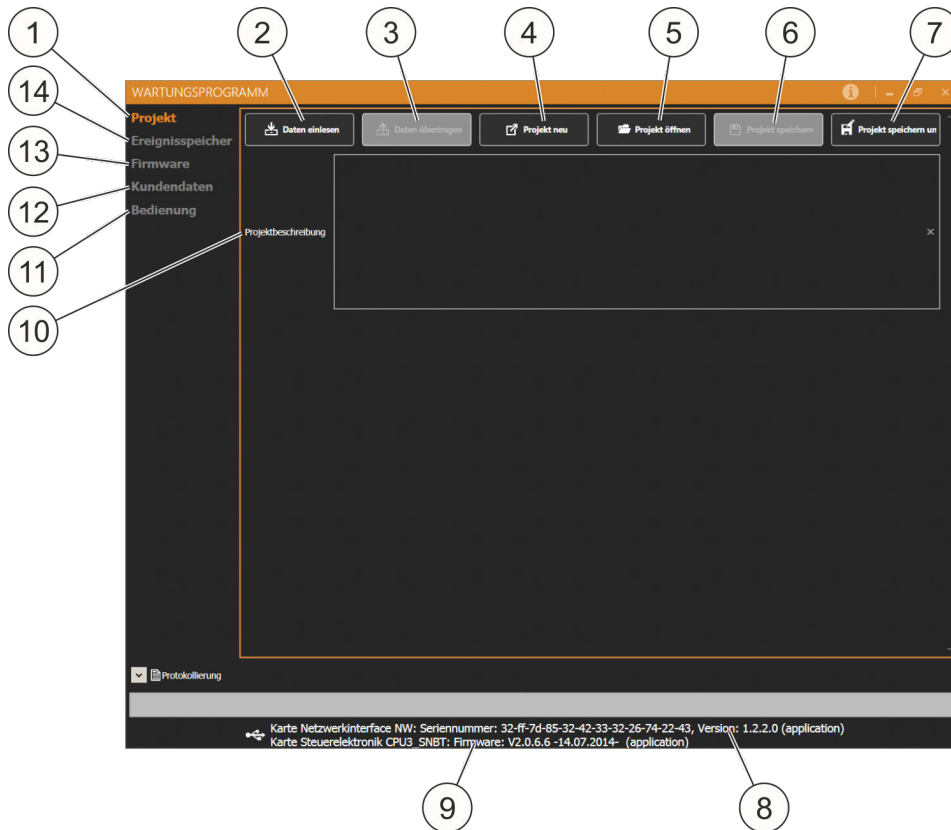 1 2 3 4 5 6 7
14
13
12
11
10
WARTUNGSPROGRAMM
Projekt
Ereignisspeicher
Firmware
Kundendaten
Bedienung
Daten einlesen Daten übertragen Projekt neu Projekt öffnen Projekt speichern Projekt speichern un
Projektbeschreibung
Protokollierung
Karte Netzwerkinterface NW: Seriennummer: 32-ff-7d-85-32-42-33-32-26-74-22-43, Version: 1.2.2.0 (application)
Karte Steuerelektronik CPU3_SNBT: Firmware: V2.0.6.6 -14.07.2014- (application)
9 8